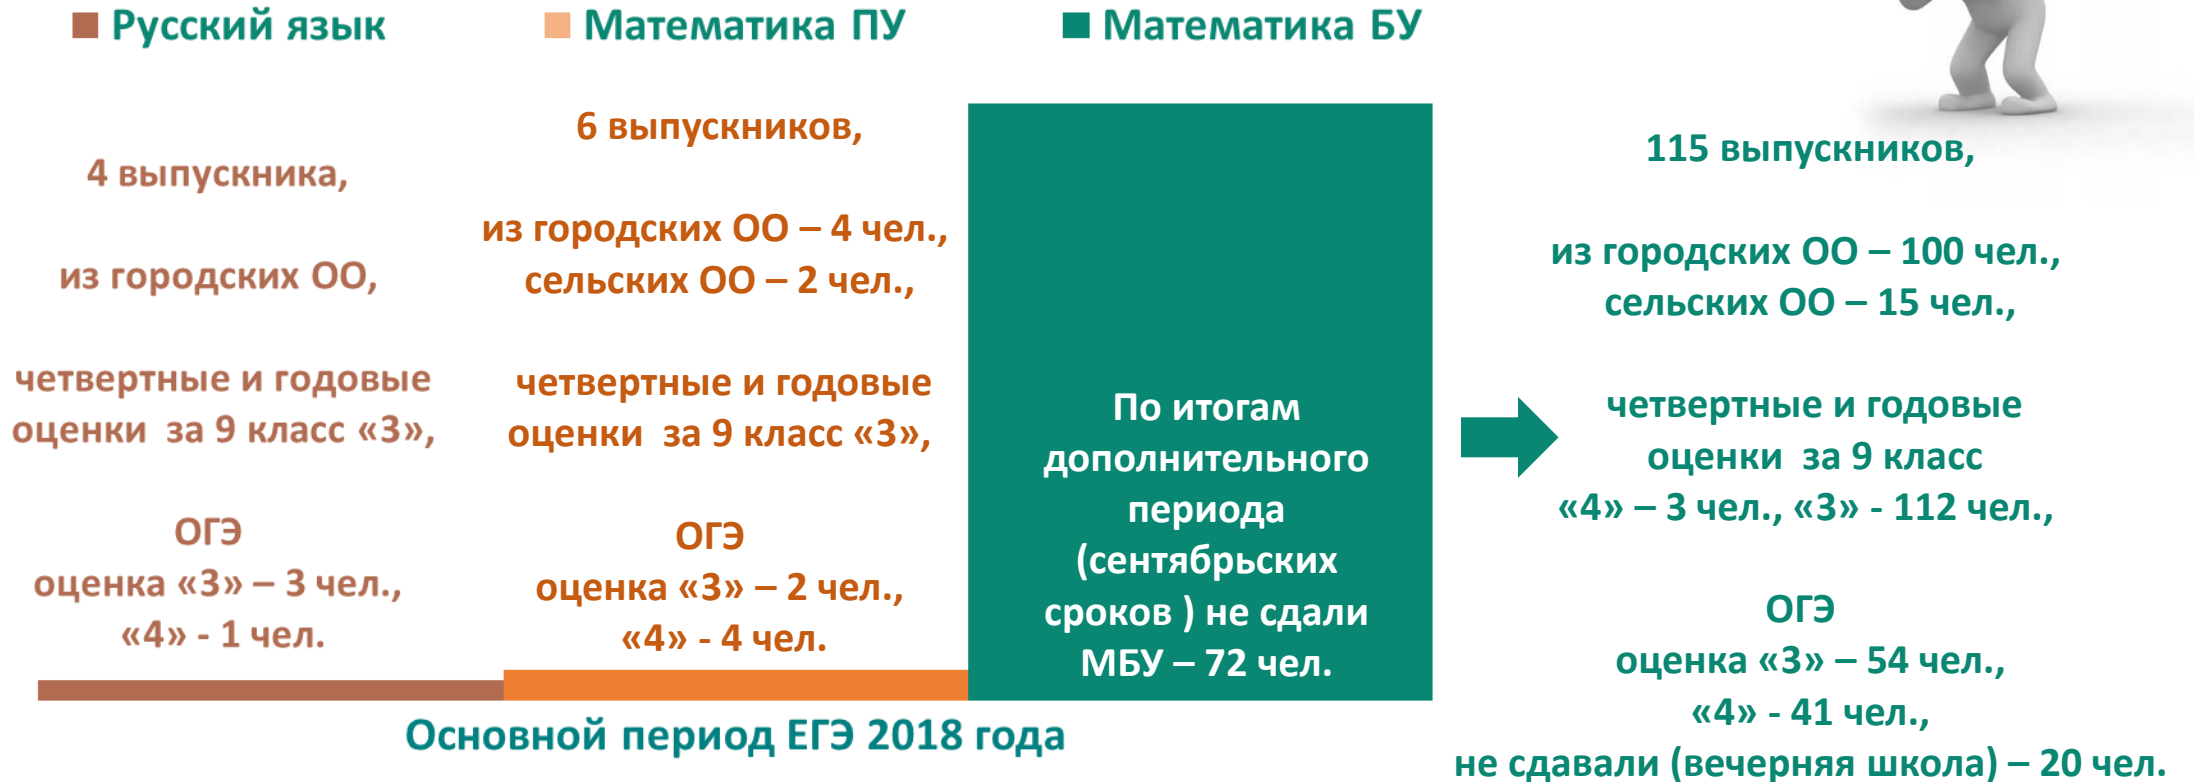 Русский язык
Математика ПУ
Математика БУ
4 выпускника,
из городских ОО,
четвертные и годовые
оценки за 9 класс «3»,
ОГЭ
оценка «3» – 3 чел.,
«4» - 1 чел.
6 выпускников,
из городских ОО – 4 чел.,
сельских ОО – 2 чел.,
четвертные и годовые
оценки за 9 класс «3»,
ОГЭ
оценка «3» – 2 чел.,
«4» - 4 чел.
По итогам
дополнительного
периода
(сентябрьских
сроков ) не сдали
МБУ – 72 чел.
115 выпускников,
из городских ОО – 100 чел.,
сельских ОО – 15 чел.,
четвертные и годовые
оценки за 9 класс
«4» – 3 чел., «3» - 112 чел.,
ОГЭ
оценка «3» – 54 чел.,
«4» - 41 чел.,
не сдавали (вечерняя школа) – 20 чел.
Основной период ЕГЭ 2018 года